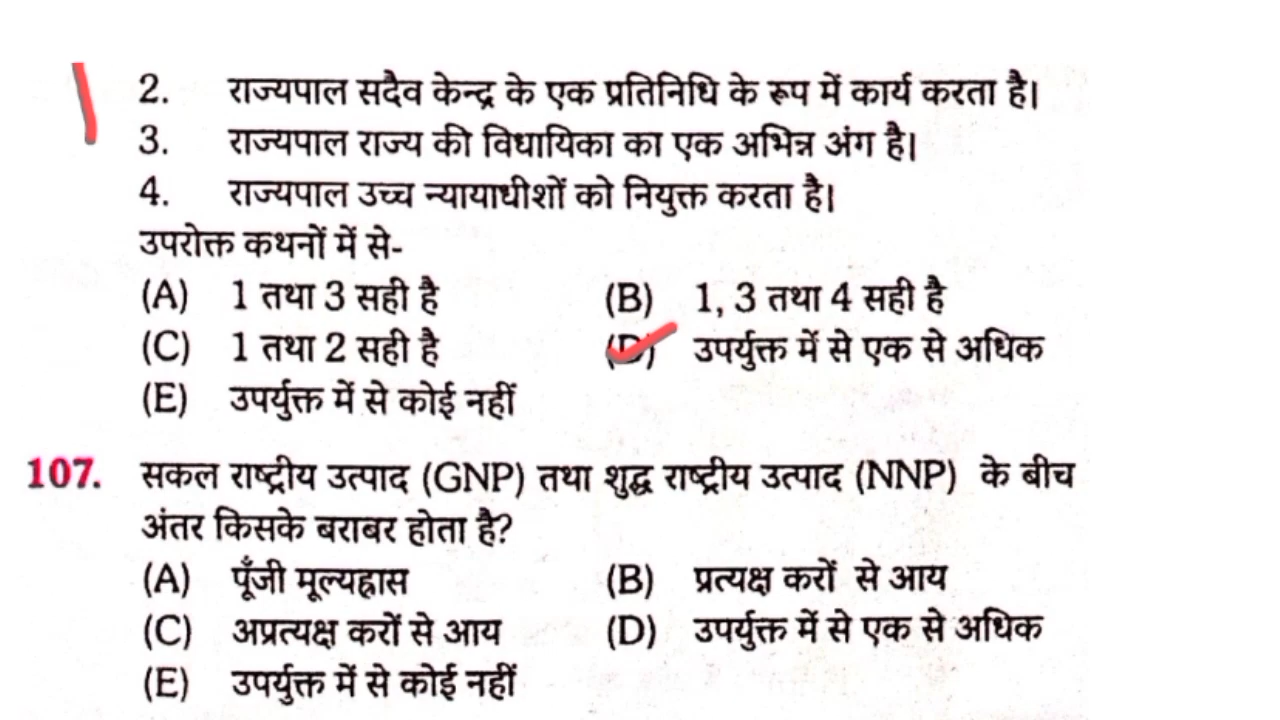 2. राज्यपाल सदैव केन्द्र के एक प्रतिनिधि के रूप में कार्य करता है।
3. राज्यपाल राज्य की विधायिका का एक अभिन्न अंग है।
4. राज्यपाल उच्च न्यायाधीशों को नियुक्त करता है।
उपरोक्त कथनों में से-
(A) 1 तथा 3 सही है (B) 1, 3 तथा 4 सही है
(C) 1 तथा 2 सही है (D) उपर्युक्त में से एक से अधिक
(E) उपर्युक्त में से कोई नहीं
107. सकल राष्ट्रीय उत्पाद (GNP) तथा शुद्ध राष्ट्रीय उत्पाद (NNP) के बीच
अंतर किसके बराबर होता है?
(A) पूँजी मूल्यह्रास (B) प्रत्यक्ष करों से आय
(C) अप्रत्यक्ष करों से आय (D) उपर्युक्त में से एक से अधिक
(E) उपर्युक्त में से कोई नहीं